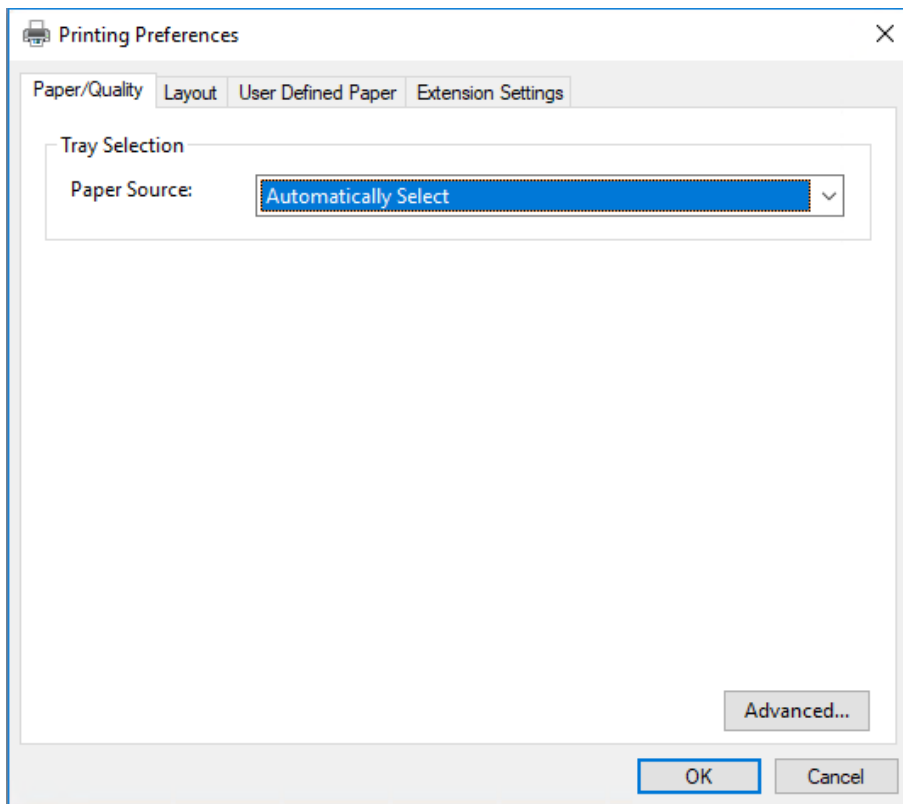 Printing Preferences
Paper/Quality Layout User Defined Paper Extension Settings
Tray Selection
Paper Source: Automatically Select
Advanced...
OK Cancel